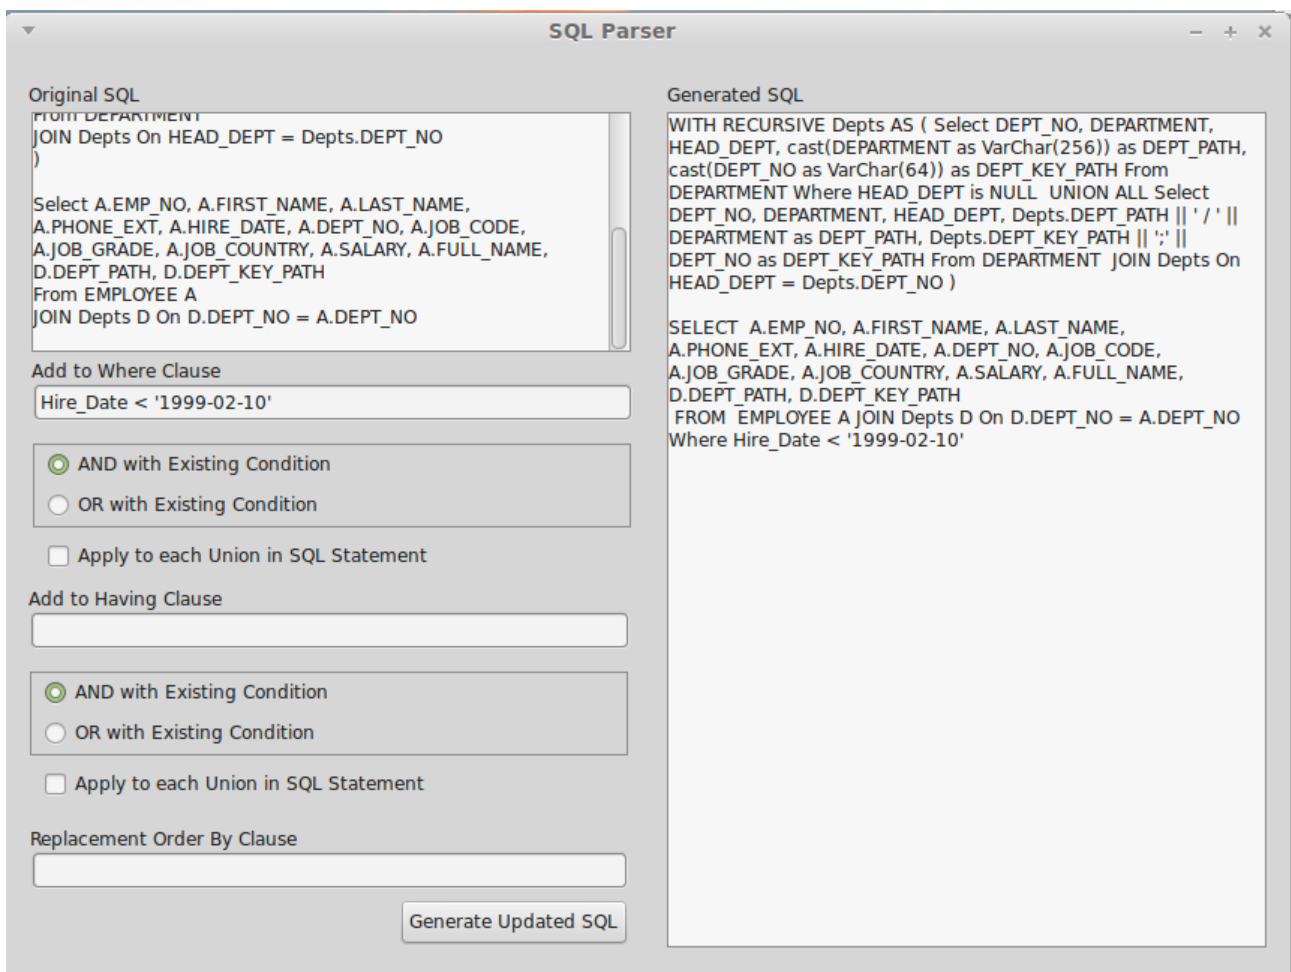 SQL Parser
Original SQL
From DEPARTMENT
JOIN Depts On HEAD_DEPT = Depts.DEPT_NO
)
Select A.EMP_NO, A.FIRST_NAME, A.LAST_NAME,
A.PHONE_EXT, A.HIRE_DATE, A.DEPT_NO, A.JOB_CODE,
A.JOB_GRADE, A.JOB_COUNTRY, A.SALARY, A.FULL_NAME,
D.DEPT_PATH, D.DEPT_KEY_PATH
From EMPLOYEE A
JOIN Depts D On D.DEPT_NO = A.DEPT_NO
Add to Where Clause
Hire_Date < '1999-02-10'
AND with Existing Condition
OR with Existing Condition
Apply to each Union in SQL Statement
Add to Having Clause
AND with Existing Condition
OR with Existing Condition
Apply to each Union in SQL Statement
Replacement Order By Clause
Generate Updated SQL
Generated SQL
WITH RECURSIVE Depts AS ( Select DEPT_NO, DEPARTMENT,
HEAD_DEPT, cast(DEPARTMENT as VarChar(256)) as DEPT_PATH,
cast(DEPT_NO as VarChar(64)) as DEPT_KEY_PATH From
DEPARTMENT Where HEAD_DEPT is NULL  UNION ALL Select
DEPT_NO, DEPARTMENT, HEAD_DEPT, Depts.DEPT_PATH || ' / ' ||
DEPARTMENT as DEPT_PATH, Depts.DEPT_KEY_PATH || ';' ||
DEPT_NO as DEPT_KEY_PATH From DEPARTMENT  JOIN Depts On
HEAD_DEPT = Depts.DEPT_NO )
SELECT  A.EMP_NO, A.FIRST_NAME, A.LAST_NAME,
A.PHONE_EXT, A.HIRE_DATE, A.DEPT_NO, A.JOB_CODE,
A.JOB_GRADE, A.JOB_COUNTRY, A.SALARY, A.FULL_NAME,
D.DEPT_PATH, D.DEPT_KEY_PATH
FROM  EMPLOYEE A JOIN Depts D On D.DEPT_NO = A.DEPT_NO
Where Hire_Date < '1999-02-10'